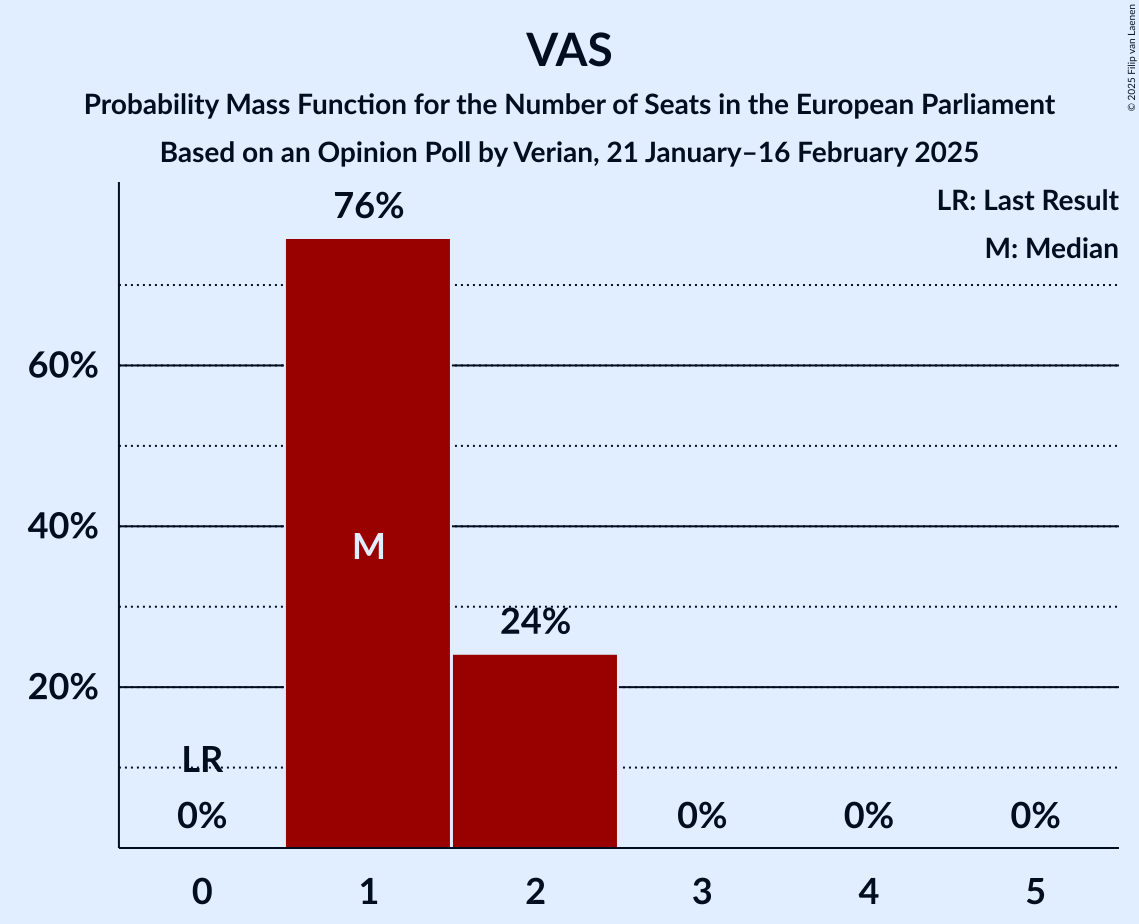 VAS
Probability Mass Function for the Number of Seats in the European Parliament
Based on an Opinion Poll by Verian, 21 January–16 February 2025
© 2025 Filip van Laenen
LR: Last Result
M: Median
76%
60%
M
40%
24%
20%
LR
0%
0%
0%
0%
0
1
2
3
4
5